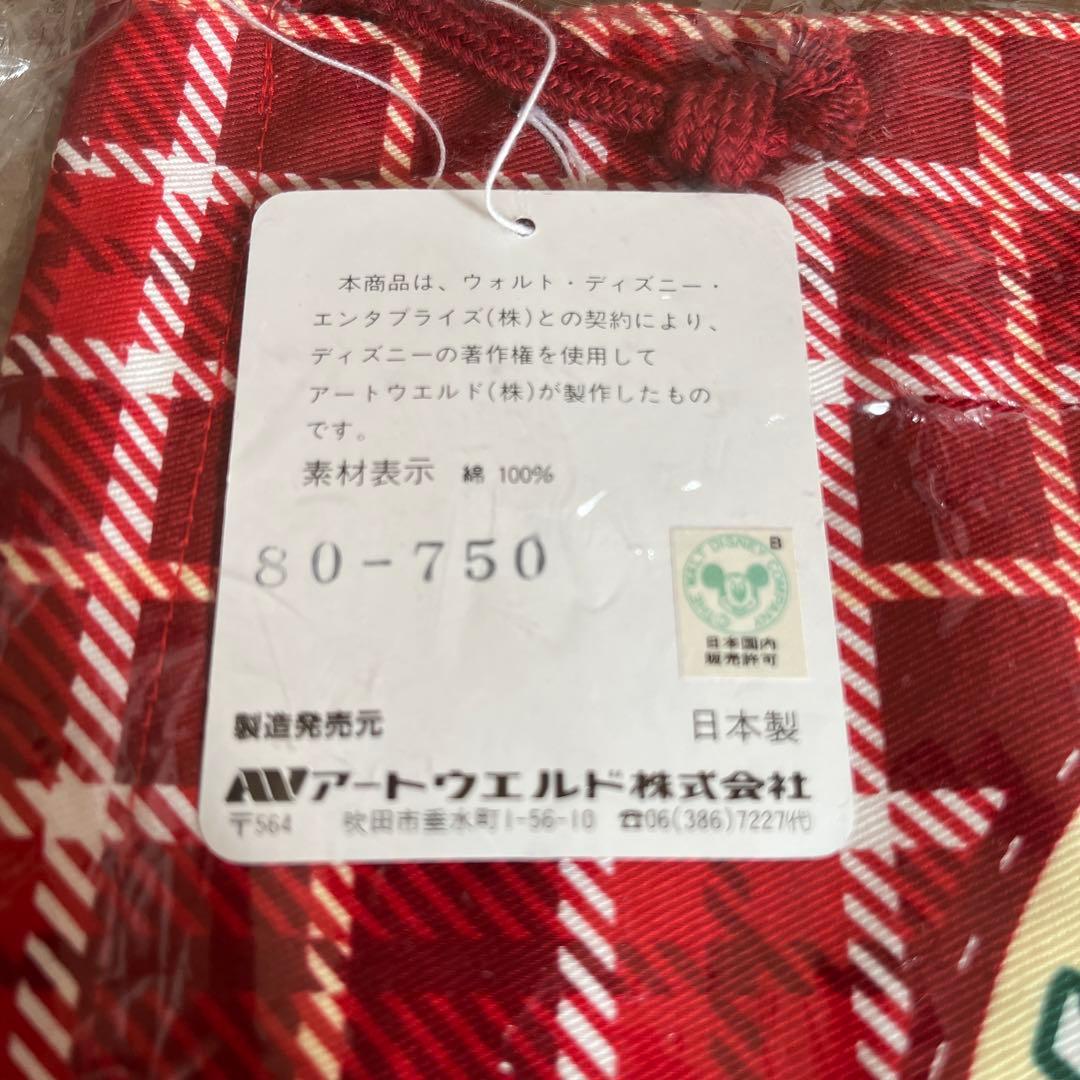 本商品は、ウォルト・ディズニー・
エンタプライズ(株)との契約により、
ディズニーの著作権を使用して
アートウエルド(株)が製作したもの
です。
素材表示 綿 100%
80-750
B
©THE WALT DISNEY COMPANY
日本国内
販売許可
製造発売元 日本製
AW アートウエルド株式会社
〒564 吹田市垂水町1-56-10 ☎06(386)7227代